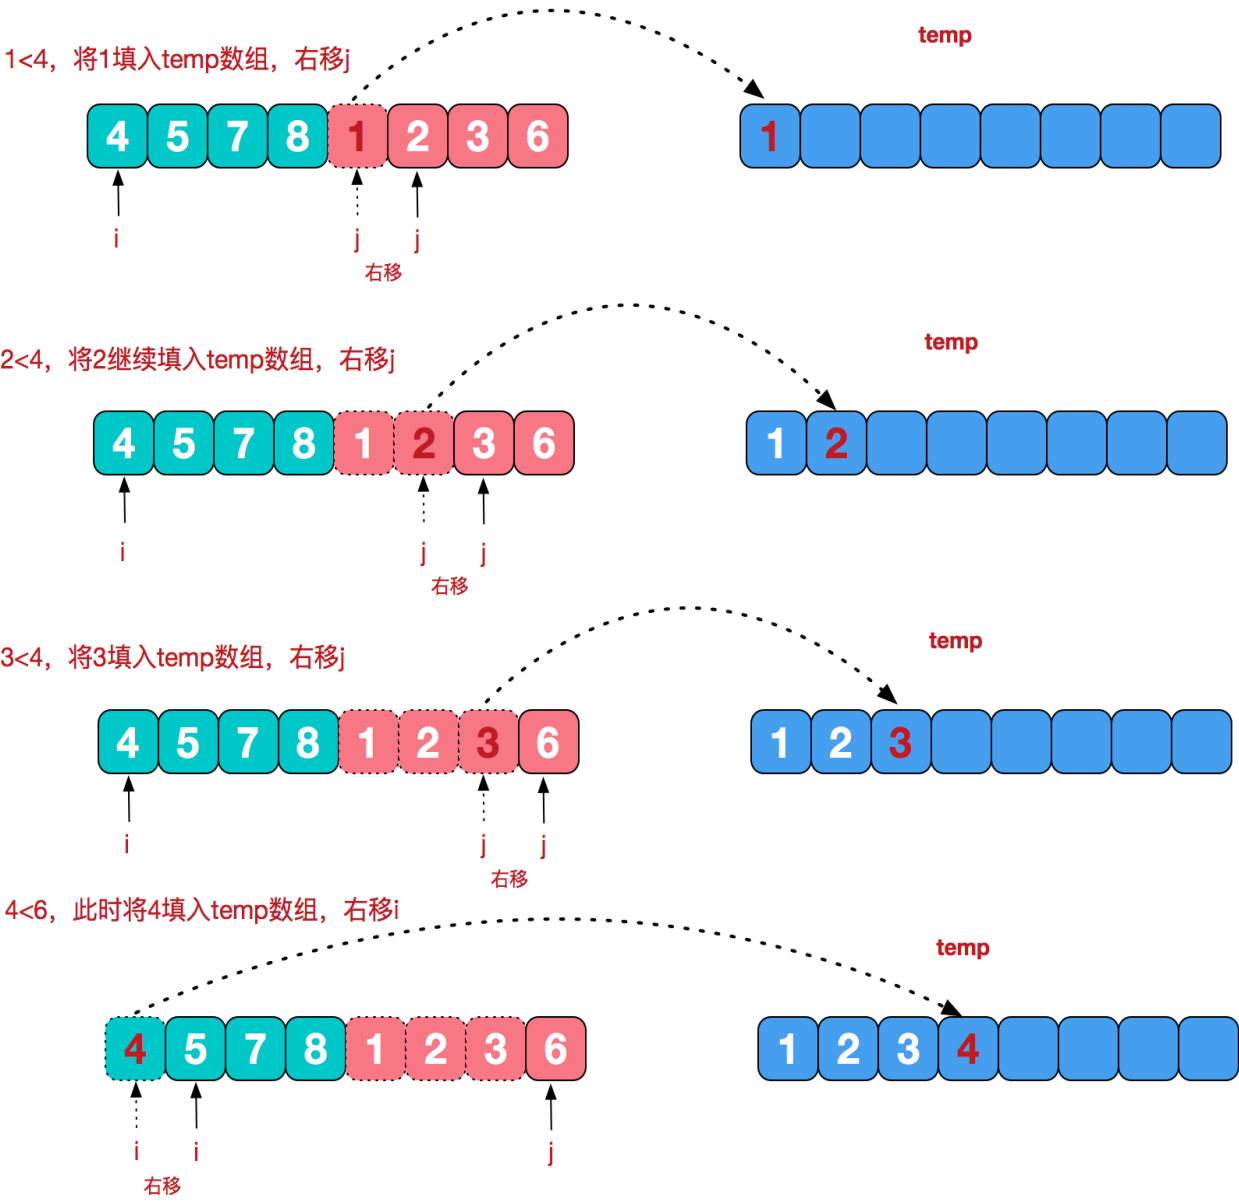 temp
1<4，将1填入temp数组，右移j
4 5 7 8 1 2 3 6
1
i j j
右移
temp
2<4，将2继续填入temp数组，右移j
4 5 7 8 1 2 3 6
1 2
i j j
右移
temp
3<4，将3填入temp数组，右移j
4 5 7 8 1 2 3 6
1 2 3
i j j
右移
4<6，此时将4填入temp数组，右移i
temp
4 5 7 8 1 2 3 6
1 2 3 4
i i j
右移